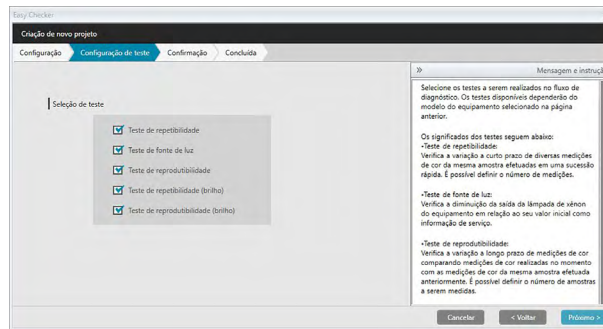 Easy Checker
Criação de novo projeto
Configuração
Configuração de teste
Confirmação
Concluída
Seleção de teste
Teste de repetibilidade
Teste de fonte de luz
Teste de reprodutibilidade
Teste de repetibilidade (brilho)
Teste de reprodutibilidade (brilho)
» Mensagem e
Selecione os testes a serem realizados no fluxo de
diagnóstico. Os testes disponíveis dependerão do
modelo do equipamento selecionado na página
anterior.
Os significados dos testes seguem abaixo:
•Teste de repetibilidade:
Verifica a variação a curto prazo de diversas medições
de cor da mesma amostra efetuadas em uma sucessão
rápida. É possível definir o número de medições.
•Teste de fonte de luz:
Verifica a diminuição da saída da lâmpada de xênon
do equipamento em relação ao seu valor inicial como
informação de serviço.
•Teste de reprodutibilidade:
Verifica a variação a longo prazo de medições de cor
comparando medições de cor realizadas no momento
com as medições de cor da mesma amostra efetuada
anteriormente. É possível definir o número de amostras
a serem medidas.
Cancelar
< Voltar
Próximo >